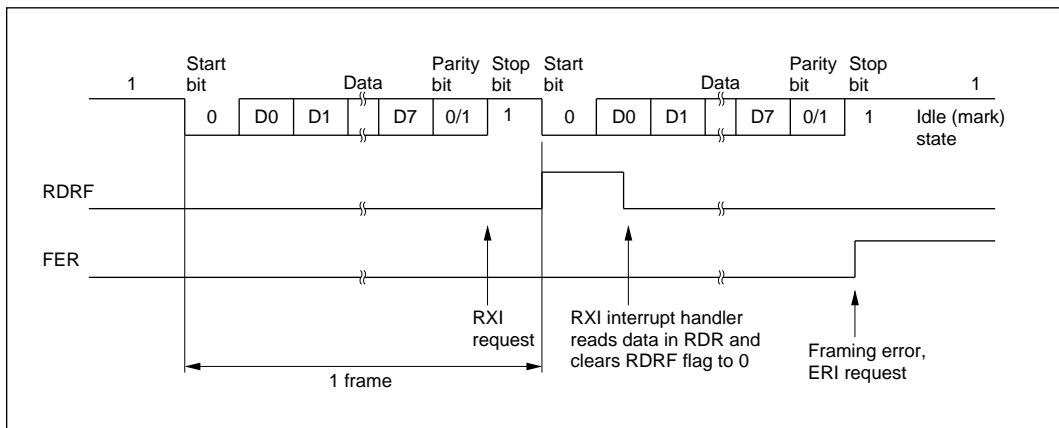 Start Parity Stop Start Parity Stop
1 bit Data bit bit bit Data bit bit 1
0 D0 D1 D7 0/1 1 0 D0 D1 D7 0/1 1 Idle (mark)
state
RDRF
FER
RXI
request
RXI interrupt handler
reads data in RDR and
clears RDRF flag to 0
Framing error,
ERI request
1 frame